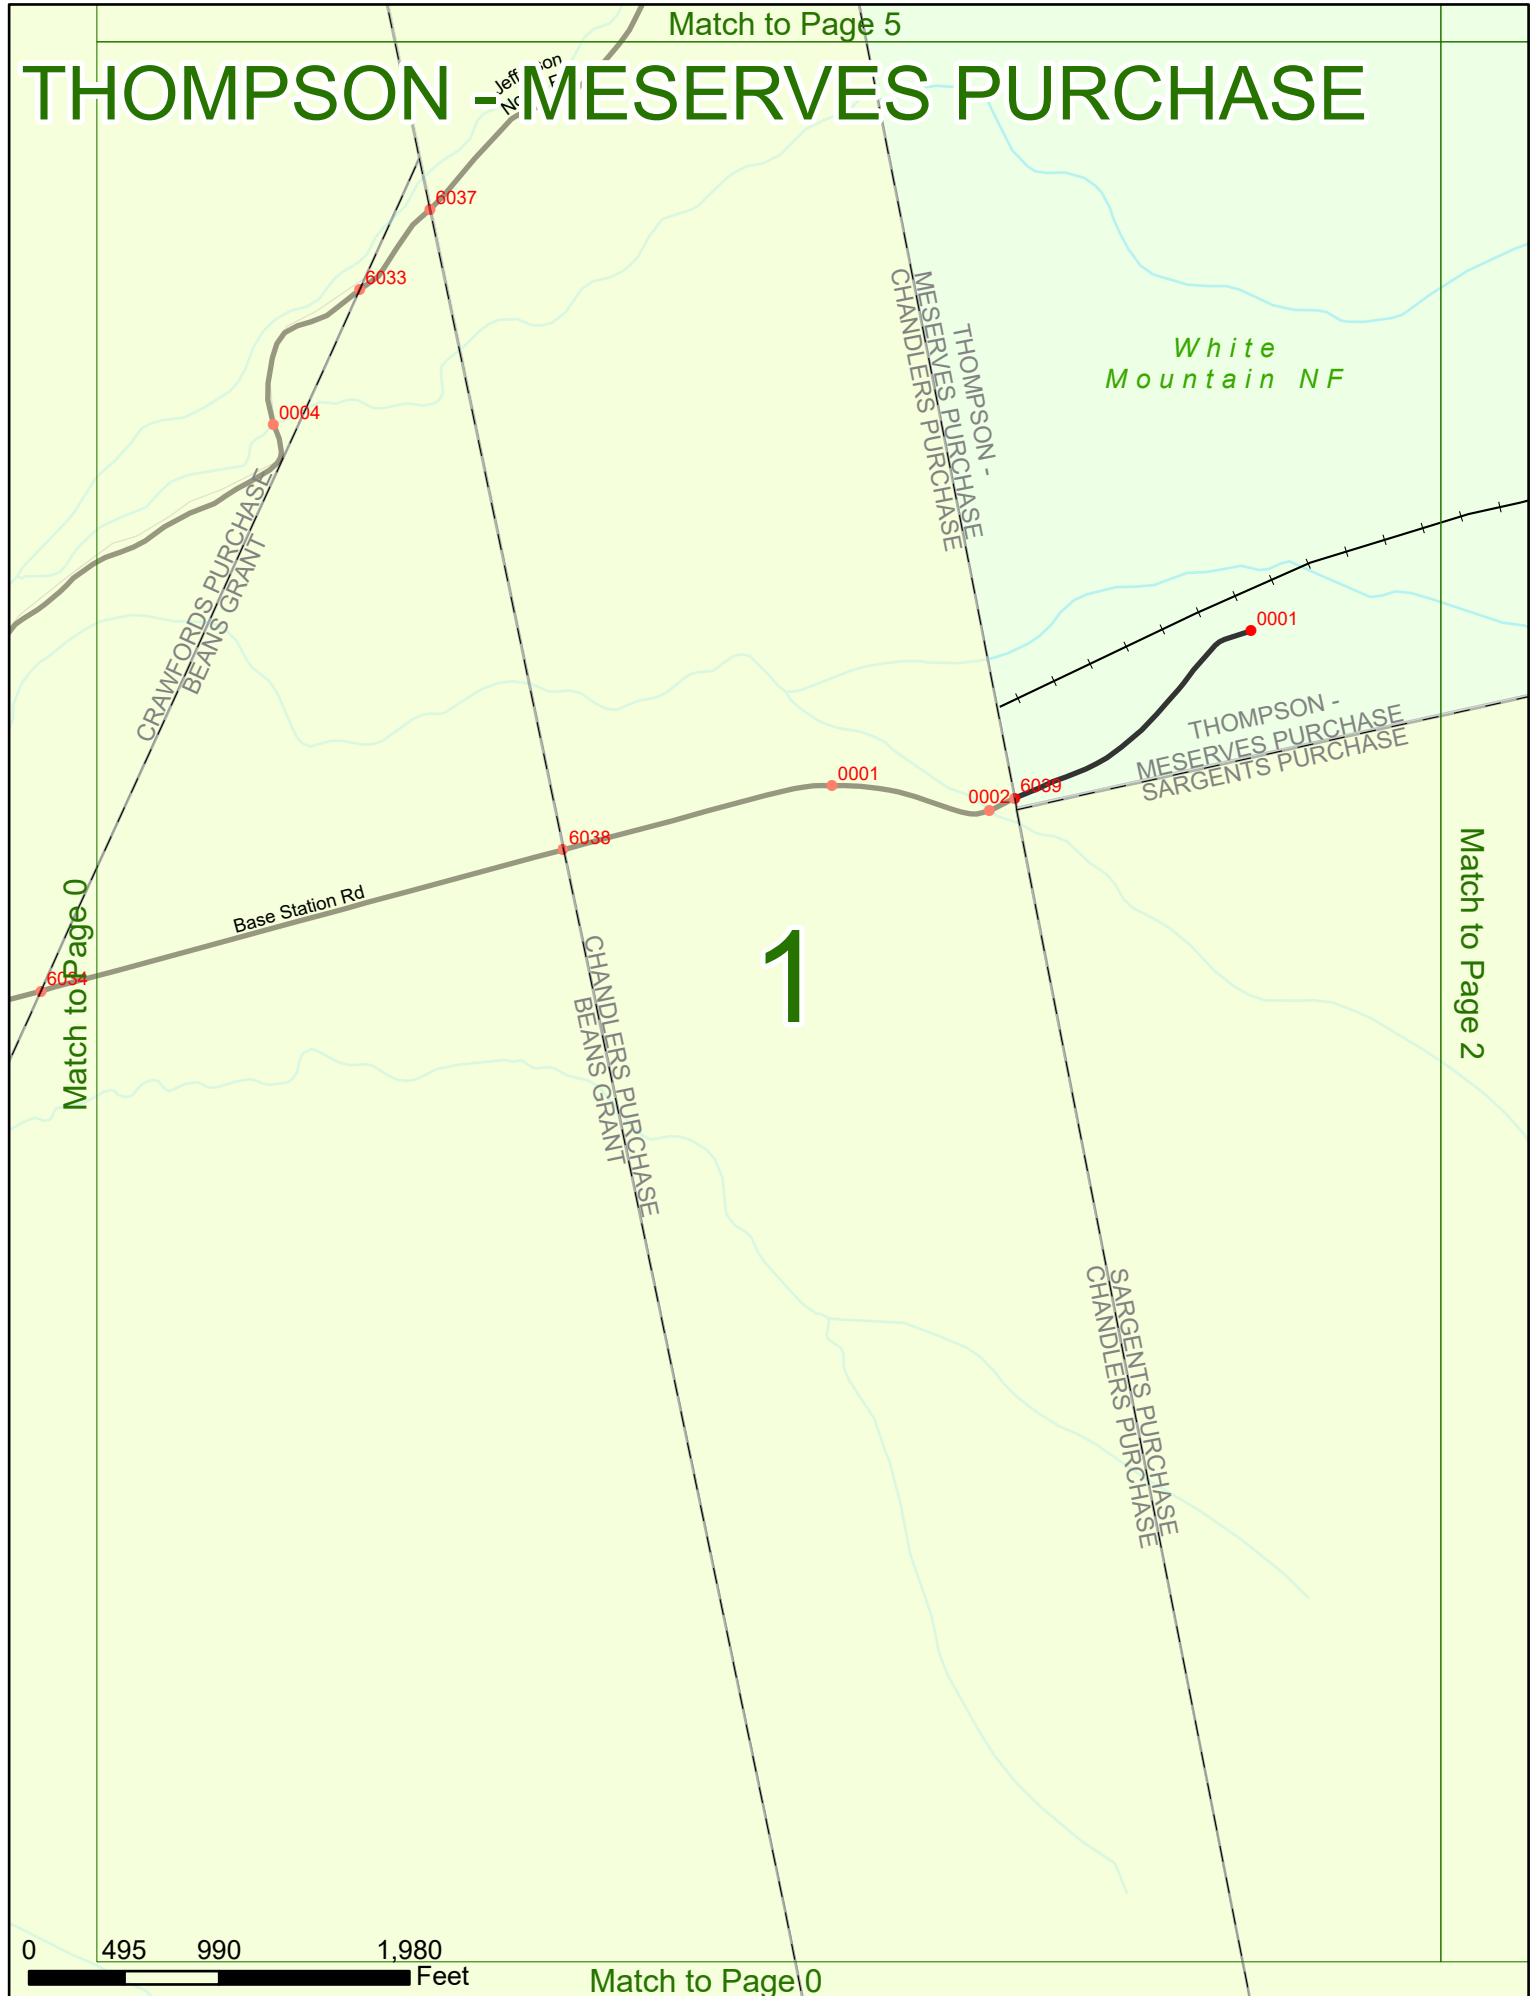 Match to Page 5
THOMPSON - MESERVES PURCHASE
6037
6033
0004
CRAWFORDS PURCHASE
BEANS GRANT
THOMPSON -
MESERVES PURCHASE
CHANDLERS PURCHASE
White
Mountain NF
0001
THOMPSON -
MESERVES PURCHASE
SARGENTS PURCHASE
0001
0002
6039
6038
Base Station Rd
6034
Match to Page 0
1
Match to Page 2
CHANDLERS PURCHASE
BEANS GRANT
SARGENTS PURCHASE
CHANDLERS PURCHASE
0 495 990 1,980
Feet
Match to Page 0